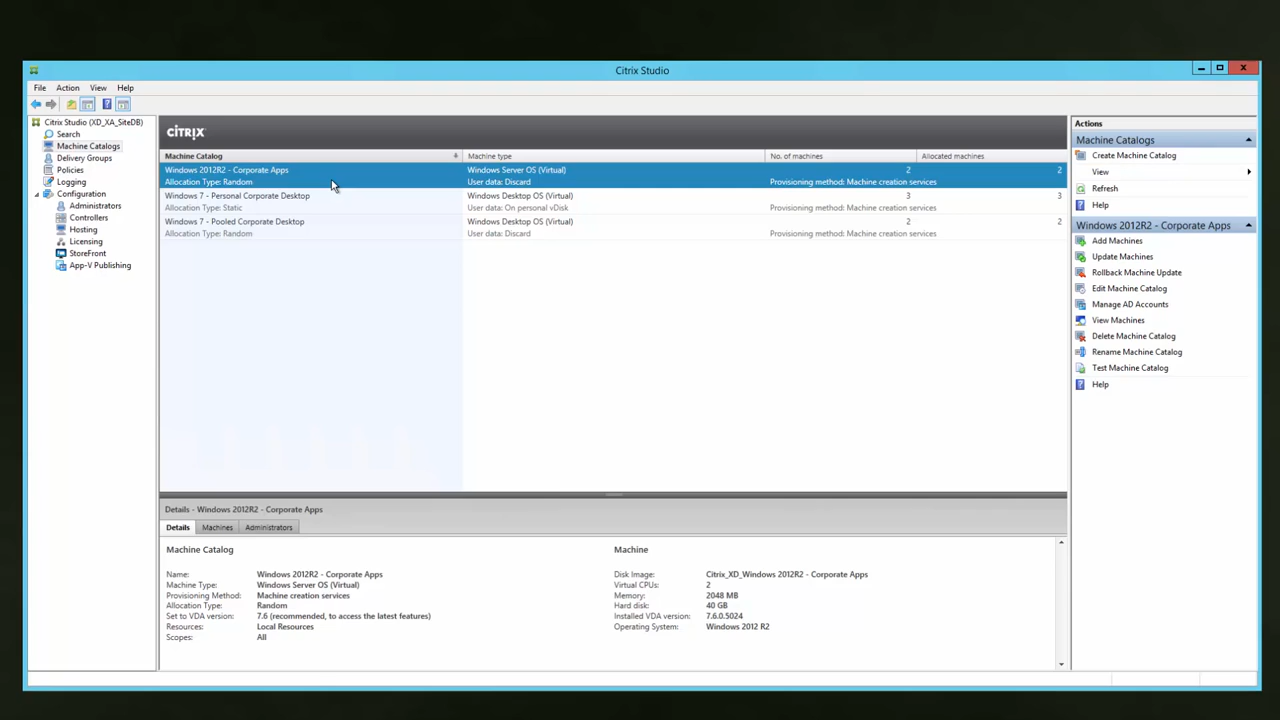 Citrix Studio
File Action View Help
Citrix Studio (XD_XA_SiteDB)
Search
Machine Catalogs
Delivery Groups
Policies
Logging
Configuration
Administrators
Controllers
Hosting
Licensing
StoreFront
App-V Publishing
CITRIX
Machine Catalog Machine type No. of machines Allocated machines
Windows 2012R2 - Corporate Apps Windows Server OS (Virtual) 2 2
Allocation Type: Random User data: Discard Provisioning method: Machine creation services
Windows 7 - Personal Corporate Desktop Windows Desktop OS (Virtual) 3 3
Allocation Type: Static User data: On personal vDisk Provisioning method: Machine creation services
Windows 7 - Pooled Corporate Desktop Windows Desktop OS (Virtual) 2 2
Allocation Type: Random User data: Discard Provisioning method: Machine creation services
Details - Windows 2012R2 - Corporate Apps
Details Machines Administrators
Machine Catalog
Name: Windows 2012R2 - Corporate Apps
Machine Type: Windows Server OS (Virtual)
Provisioning Method: Machine creation services
Allocation Type: Random
Set to VDA version: 7.6 (recommended, to access the latest features)
Resources: Local Resources
Scopes: All
Machine
Disk Image: Citrix_XD_Windows 2012R2 - Corporate Apps
Virtual CPUs: 2
Memory: 2048 MB
Hard disk: 40 GB
Installed VDA version: 7.6.0.5024
Operating System: Windows 2012 R2
Actions
Machine Catalogs
Create Machine Catalog
View
Refresh
Help
Windows 2012R2 - Corporate Apps
Add Machines
Update Machines
Rollback Machine Update
Edit Machine Catalog
Manage AD Accounts
View Machines
Delete Machine Catalog
Rename Machine Catalog
Test Machine Catalog
Help